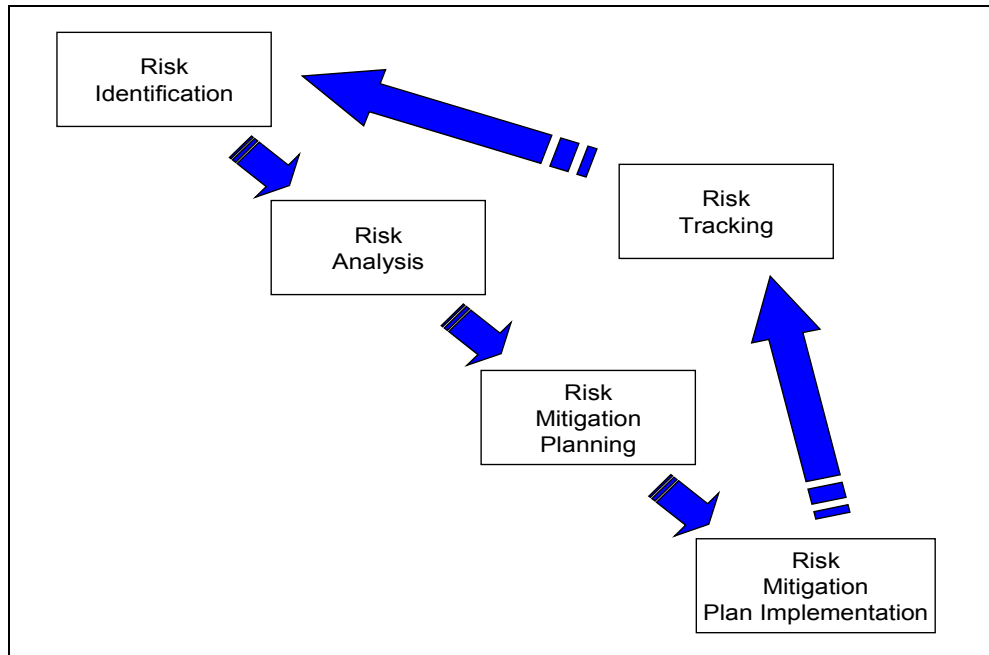 Risk
Identification
Risk
Tracking
Risk
Analysis
Risk
Mitigation
Planning
Risk
Mitigation
Plan Implementation